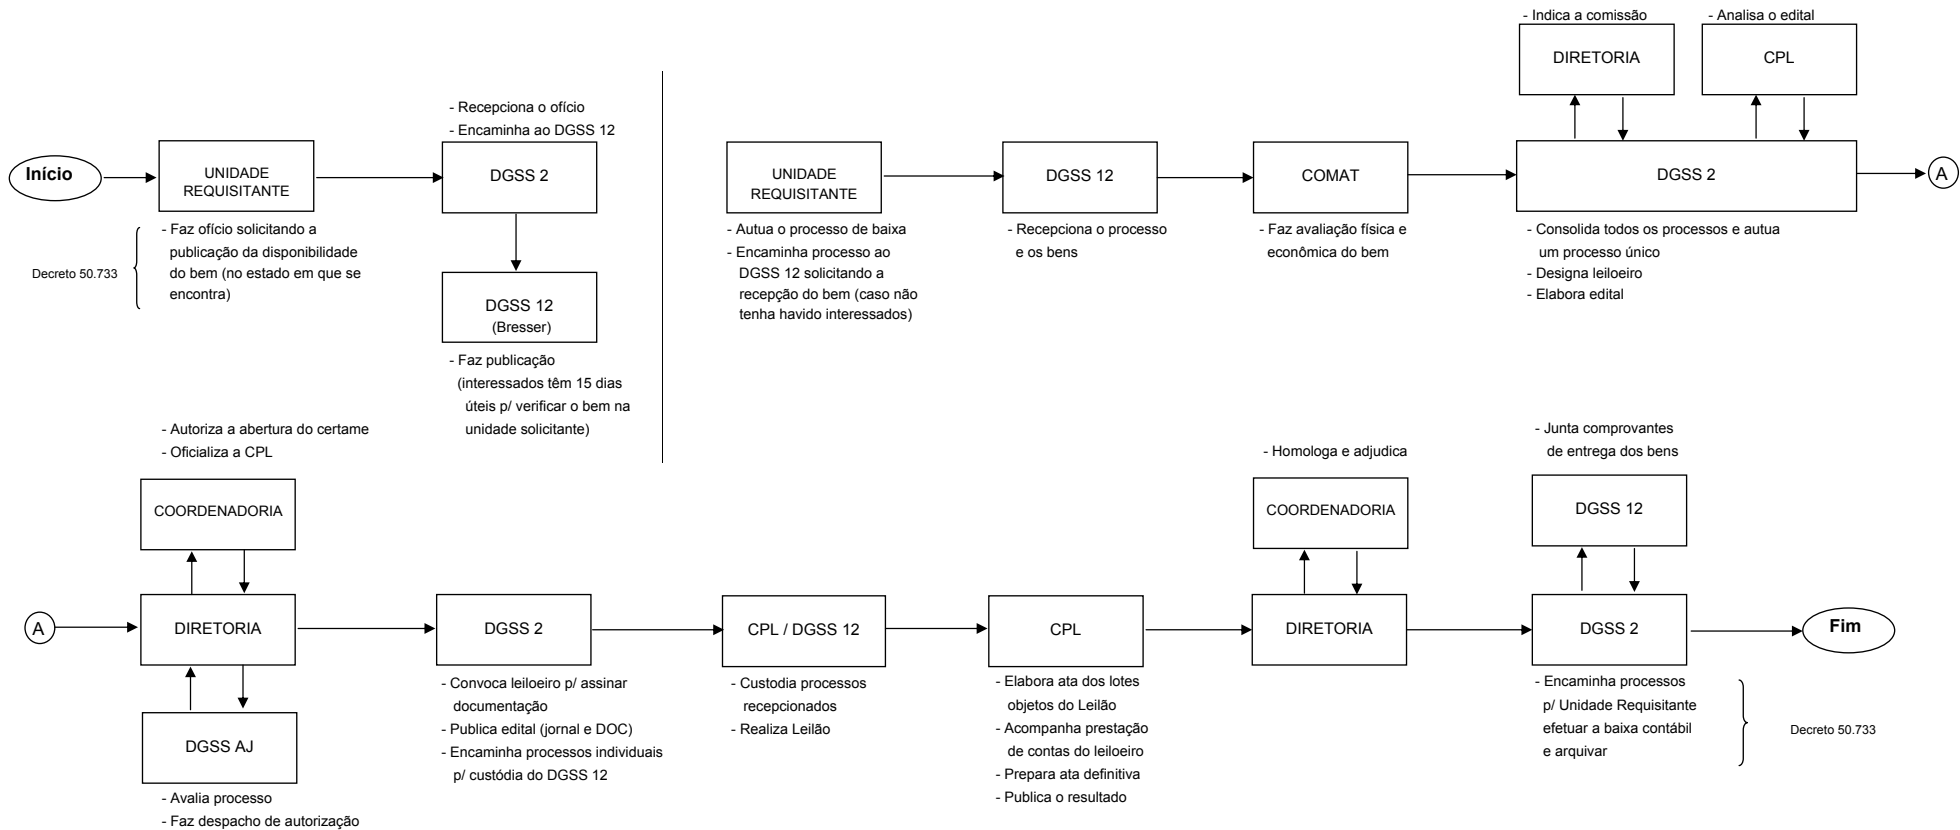 Início
UNIDADE
REQUISITANTE
Decreto 50.733
- Faz ofício solicitando a
publicação da disponibilidade
do bem (no estado em que se
encontra)
- Recepciona o ofício
- Encaminha ao DGSS 12
DGSS 2
DGSS 12
(Bresser)
- Faz publicação
(interessados têm 15 dias
úteis p/ verificar o bem na
unidade solicitante)
UNIDADE
REQUISITANTE
- Autua o processo de baixa
- Encaminha processo ao
DGSS 12 solicitando a
recepção do bem (caso não
tenha havido interessados)
DGSS 12
- Recepciona o processo
e os bens
COMAT
- Faz avaliação física e
econômica do bem
- Indica a comissão
DIRETORIA
- Analisa o edital
CPL
DGSS 2
- Consolida todos os processos e autua
um processo único
- Designa leiloeiro
- Elabora edital
A
A
- Autoriza a abertura do certame
- Oficializa a CPL
COORDENADORIA
DIRETORIA
DGSS AJ
- Avalia processo
- Faz despacho de autorização
DGSS 2
- Convoca leiloeiro p/ assinar
documentação
- Publica edital (jornal e DOC)
- Encaminha processos individuais
p/ custódia do DGSS 12
CPL / DGSS 12
- Custodia processos
recepcionados
- Realiza Leilão
CPL
- Elabora ata dos lotes
objetos do Leilão
- Acompanha prestação
de contas do leiloeiro
- Prepara ata definitiva
- Publica o resultado
- Homologa e adjudica
COORDENADORIA
DIRETORIA
- Junta comprovantes
de entrega dos bens
DGSS 12
DGSS 2
- Encaminha processos
p/ Unidade Requisitante
efetuar a baixa contábil
e arquivar
Decreto 50.733
Fim